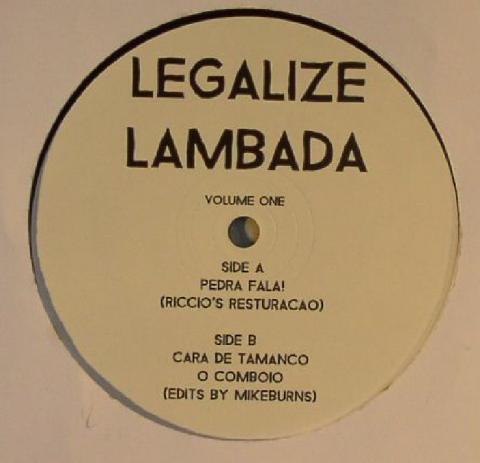 LEGALIZE
LAMBADA
VOLUME ONE
SIDE A
PEDRA FALA!
(RICCIO'S RESTURACAO)
SIDE B
CARA DE TAMANCO
O COMBOIO
(EDITS BY MIKEBURNS)